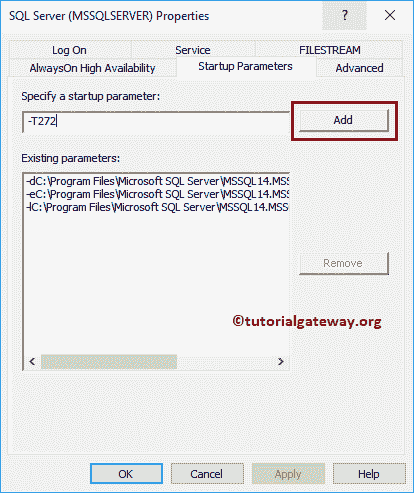 SQL Server (MSSQLSERVER) Properties
?
Log On Service FILESTREAM
AlwaysOn High Availability Startup Parameters Advanced
Specify a startup parameter:
-T272 Add
Existing parameters:
-dC:\Program Files\Microsoft SQL Server\MSSQL14.MSS
-eC:\Program Files\Microsoft SQL Server\MSSQL14.MSS
-lC:\Program Files\Microsoft SQL Server\MSSQL14.MSS
Remove
©tutorialgateway.org
OK Cancel Apply Help